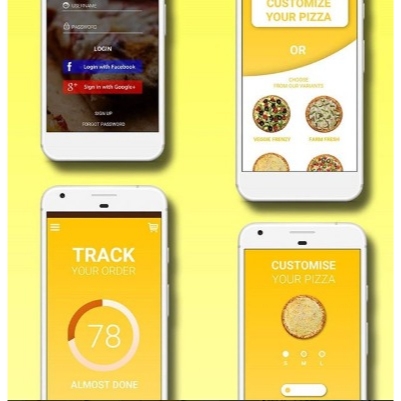 USERNAME
PASSWORD
LOGIN
Login with Facebook
Sign in with Google+
SIGN UP
FORGOT PASSWORD
CUSTOMIZE
YOUR PIZZA
OR
CHOOSE
FROM OUR FAVORITE
VEGGIE CHEESY
FARM FRESH
TRACK
YOUR ORDER
78
ALMOST DONE
CUSTOMISE
YOUR PIZZA
S M L